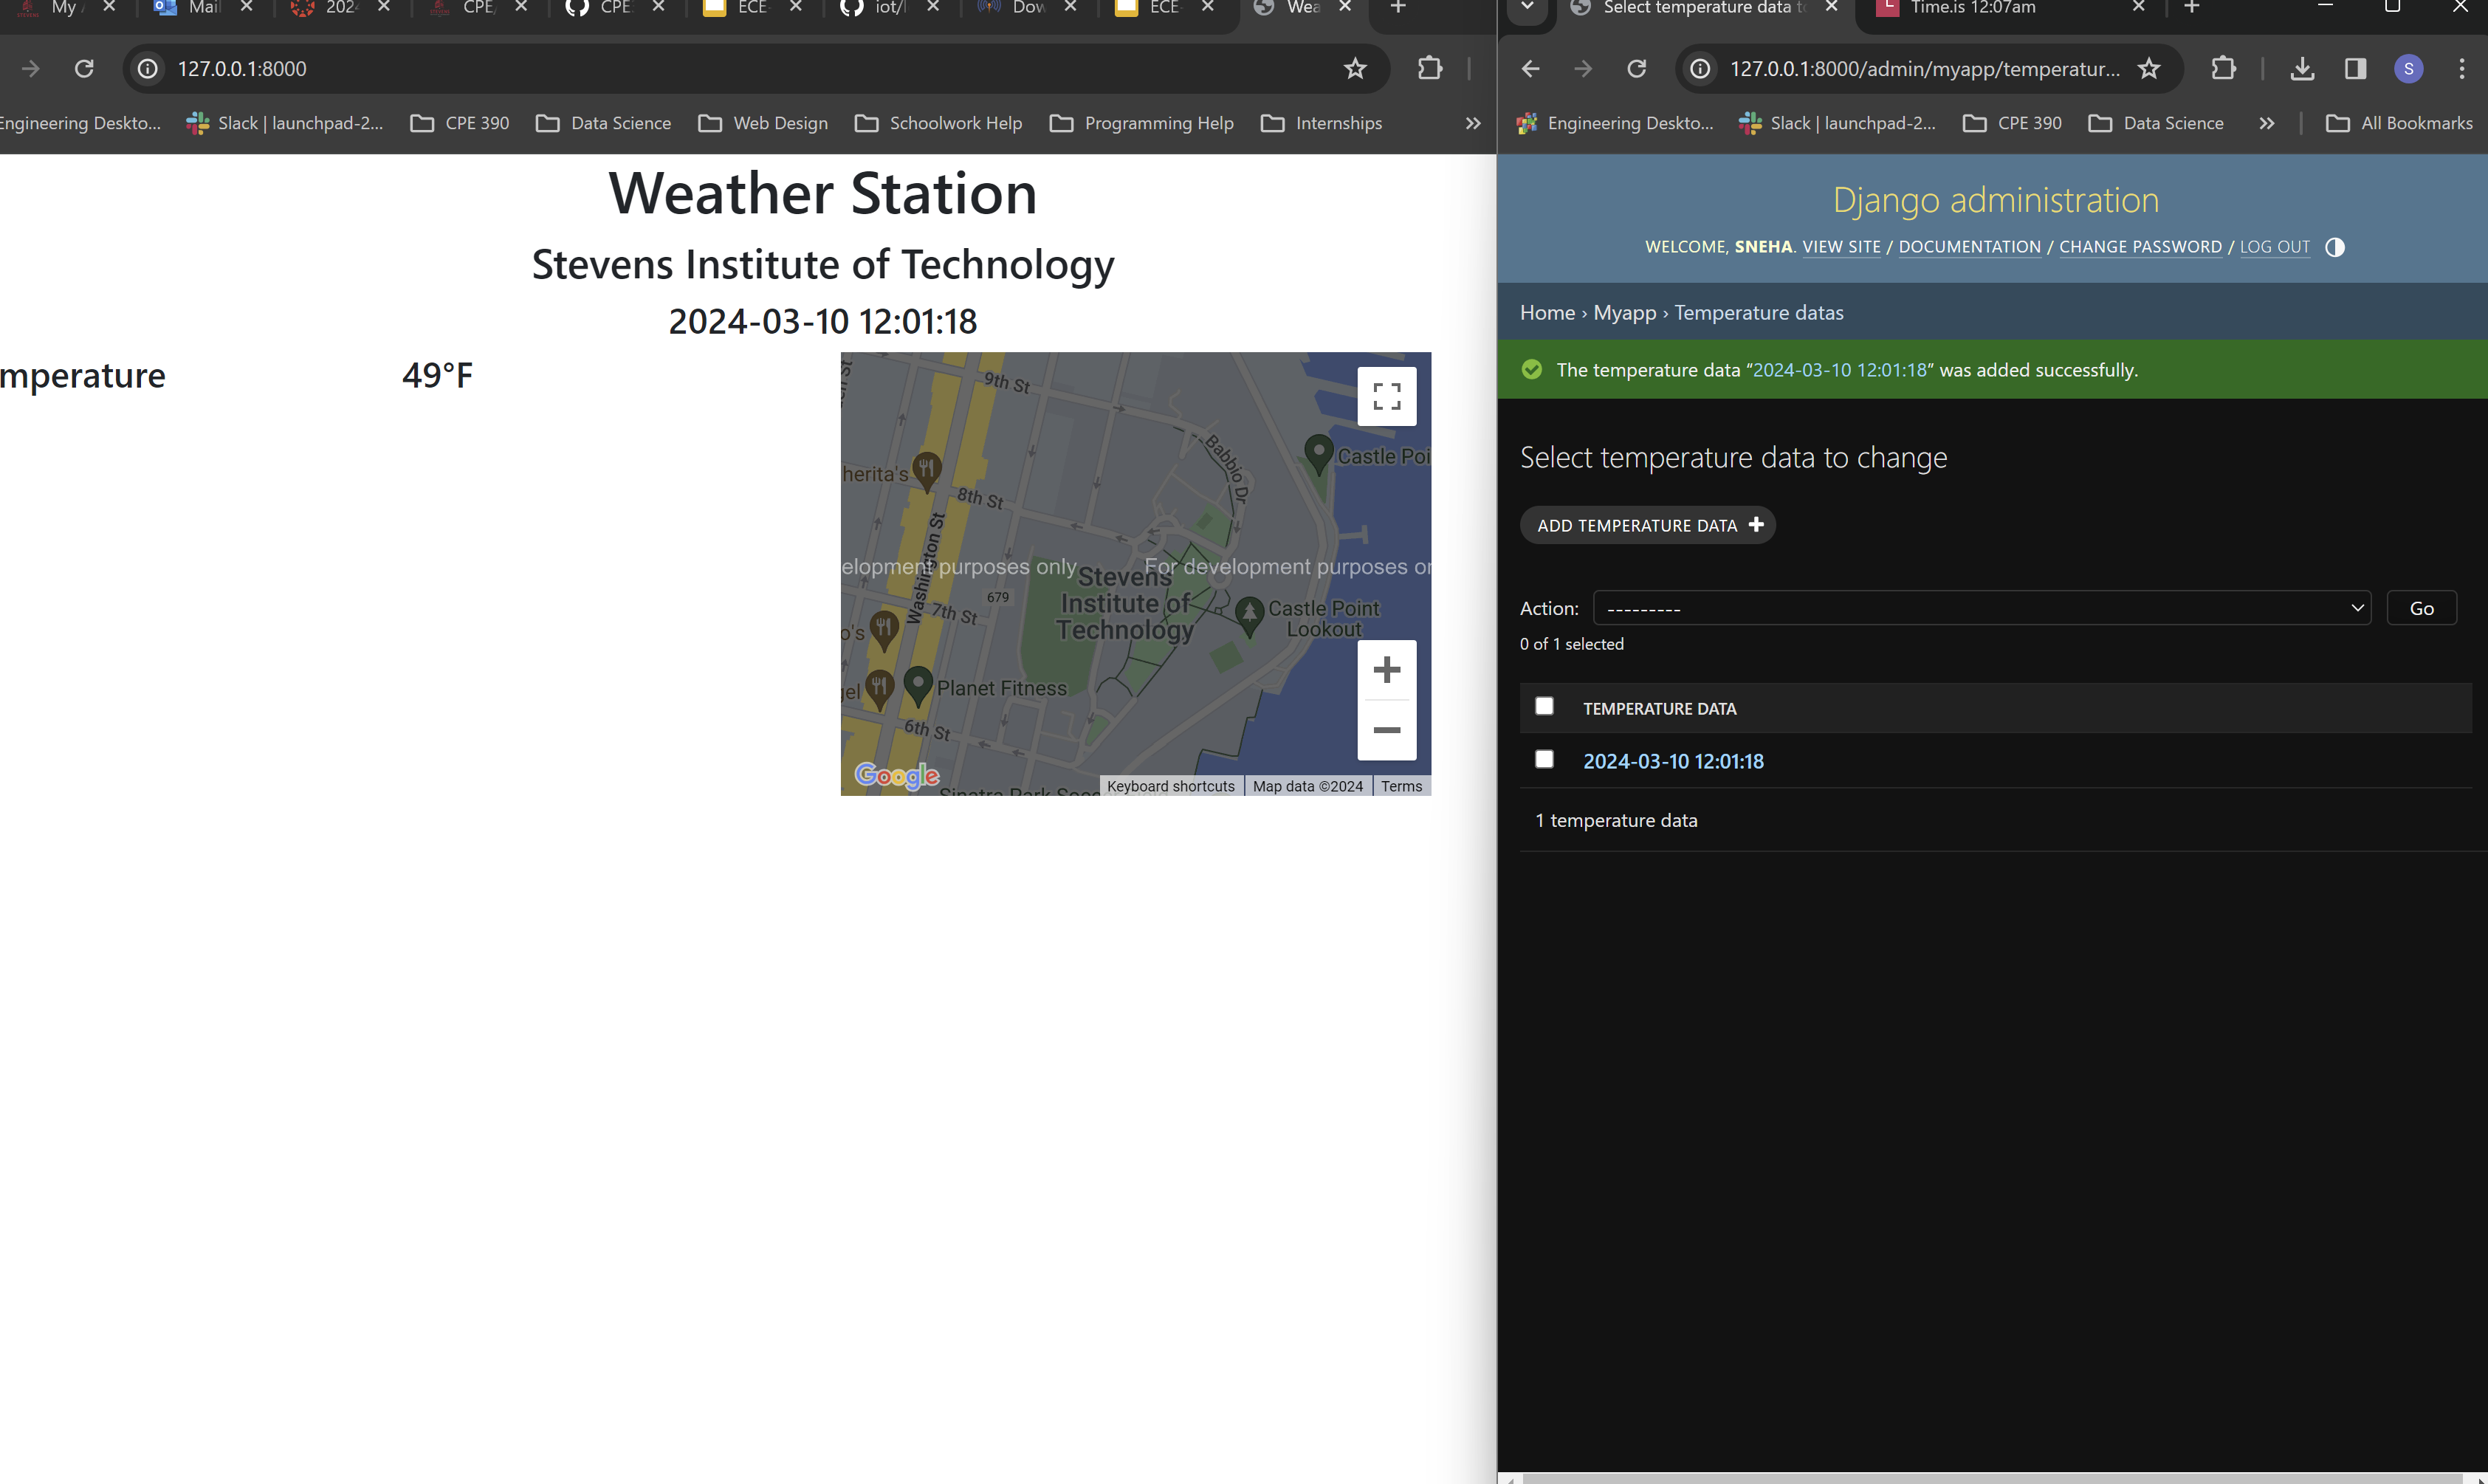 My
Mail
202
CPE
CPE
ECE
iot/l
Dow
ECE
Wea
127.0.0.1:8000
Engineering Deskto...
Slack | launchpad-2...
CPE 390
Data Science
Web Design
Schoolwork Help
Programming Help
Internships
Weather Station
Stevens Institute of Technology
2024-03-10 12:01:18
mperature
49°F
9th St
Babbio Dr
Castle Poi
herita's
8th St
Washington St
elopment purposes only
For development purposes or
Stevens
Institute of
Technology
679
7th St
Castle Point
Lookout
o's
gel
Planet Fitness
6th St
Google
Sinatra Park Socc
Keyboard shortcuts
Map data ©2024
Terms
Select temperature data to
Time.is 12:07am
127.0.0.1:8000/admin/myapp/temperatur...
S
Engineering Deskto...
Slack | launchpad-2...
CPE 390
Data Science
All Bookmarks
Django administration
WELCOME, SNEHA. VIEW SITE / DOCUMENTATION / CHANGE PASSWORD / LOG OUT
Home › Myapp › Temperature datas
The temperature data “2024-03-10 12:01:18” was added successfully.
Select temperature data to change
ADD TEMPERATURE DATA
Action:
---------
Go
0 of 1 selected
TEMPERATURE DATA
2024-03-10 12:01:18
1 temperature data